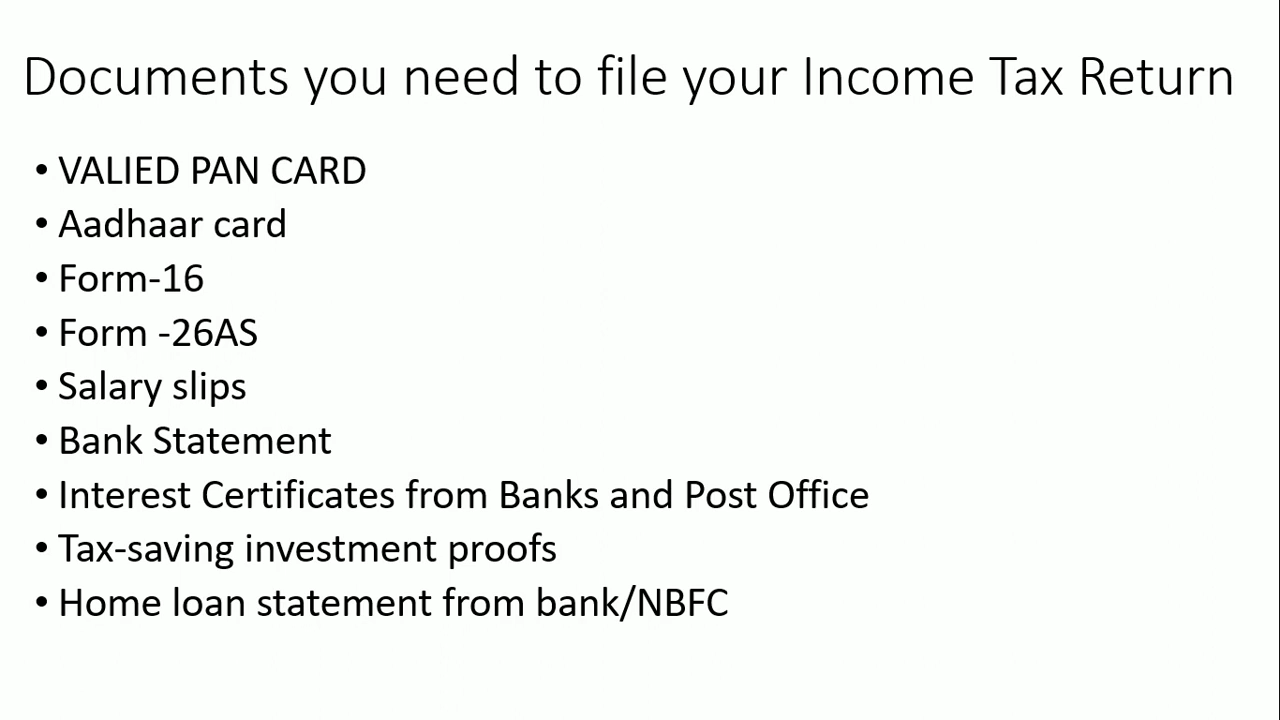 Documents you need to file your Income Tax Return
• VALIED PAN CARD
• Aadhaar card
• Form-16
• Form -26AS
• Salary slips
• Bank Statement
• Interest Certificates from Banks and Post Office
• Tax-saving investment proofs
• Home loan statement from bank/NBFC